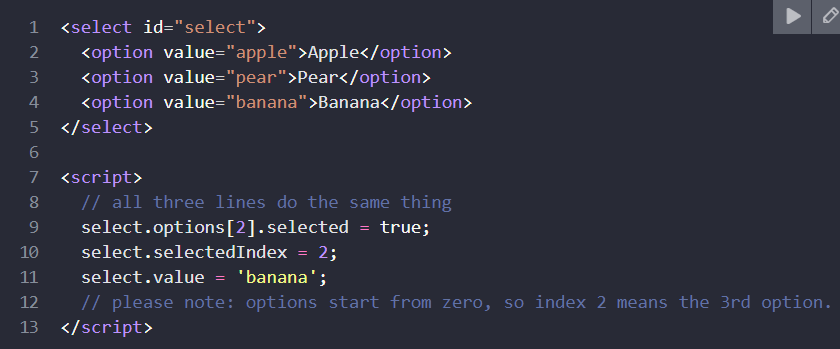 1 <select id="select">
2   <option value="apple">Apple</option>
3   <option value="pear">Pear</option>
4   <option value="banana">Banana</option>
5 </select>
6
7 <script>
8   // all three lines do the same thing
9   select.options[2].selected = true;
10   select.selectedIndex = 2;
11   select.value = 'banana';
12   // please note: options start from zero, so index 2 means the 3rd option.
13 </script>